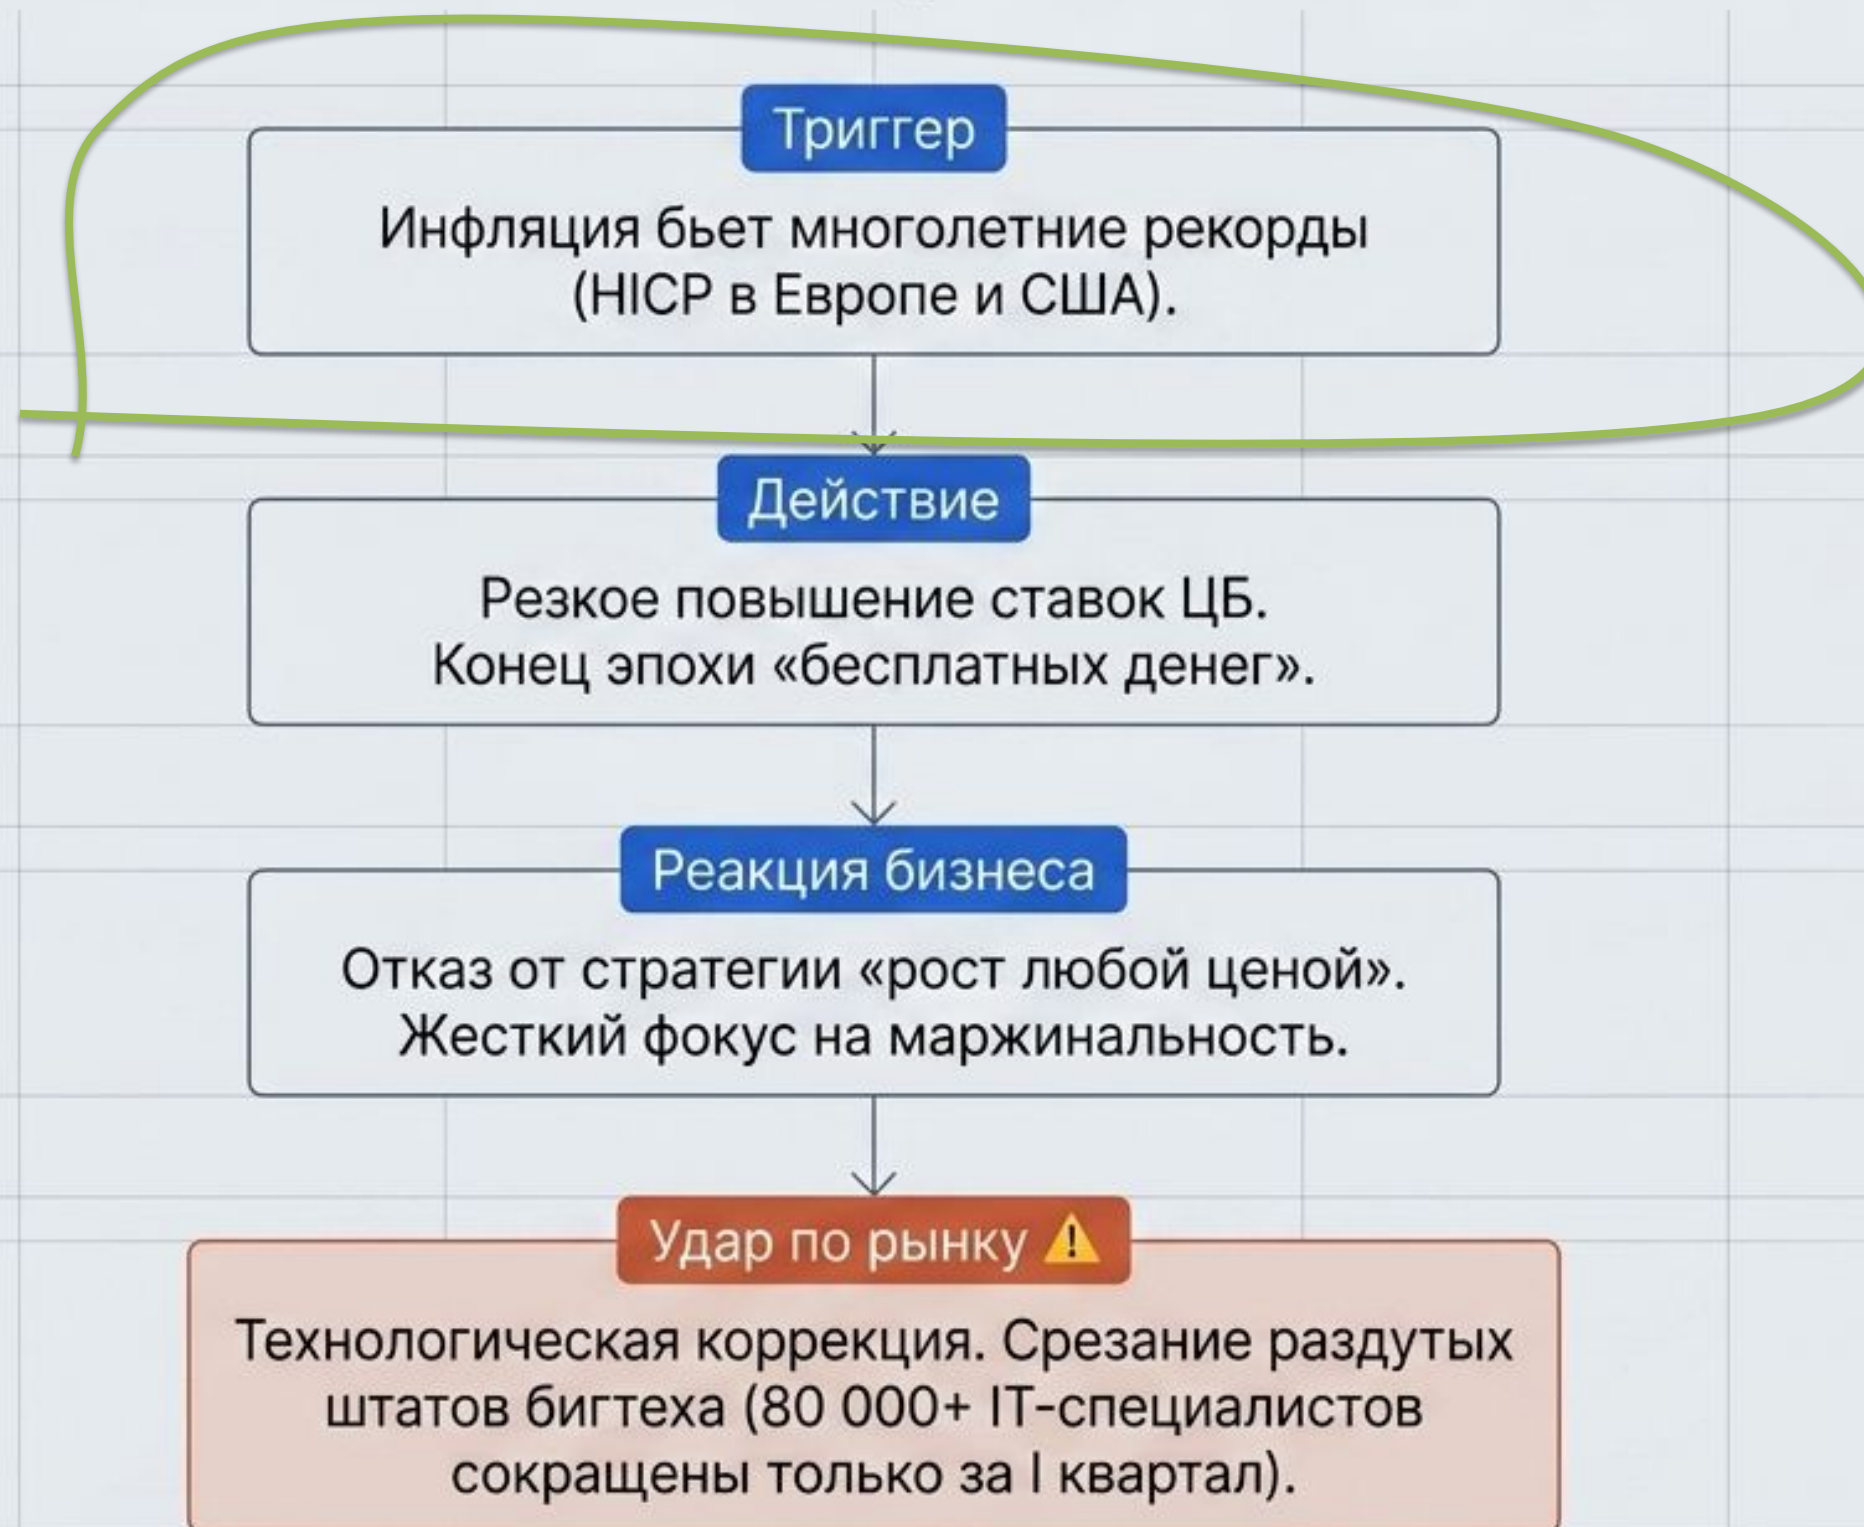 Триггер
Инфляция бьет многолетние рекорды
(HICP в Европе и США).
Действие
Резкое повышение ставок ЦБ.
Конец эпохи «бесплатных денег».
Реакция бизнеса
Отказ от стратегии «рост любой ценой».
Жесткий фокус на маржинальность.
Удар по рынку
Технологическая коррекция. Срезание раздутых
штатов бигтеха (80 000+ IT-специалистов
сокращены только за I квартал).